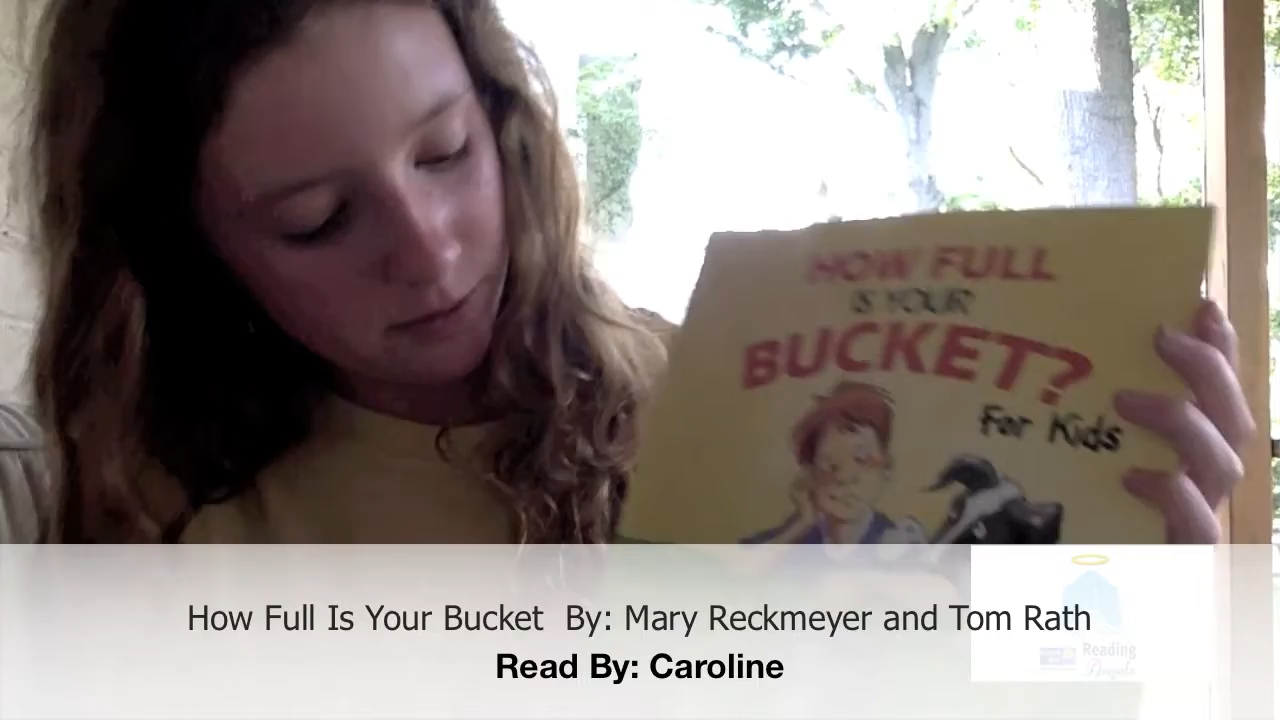 HOW FULL
IS YOUR
BUCKET?
For Kids
How Full Is Your Bucket  By: Mary Reckmeyer and Tom Rath
Read By: Caroline
Reading
Angels